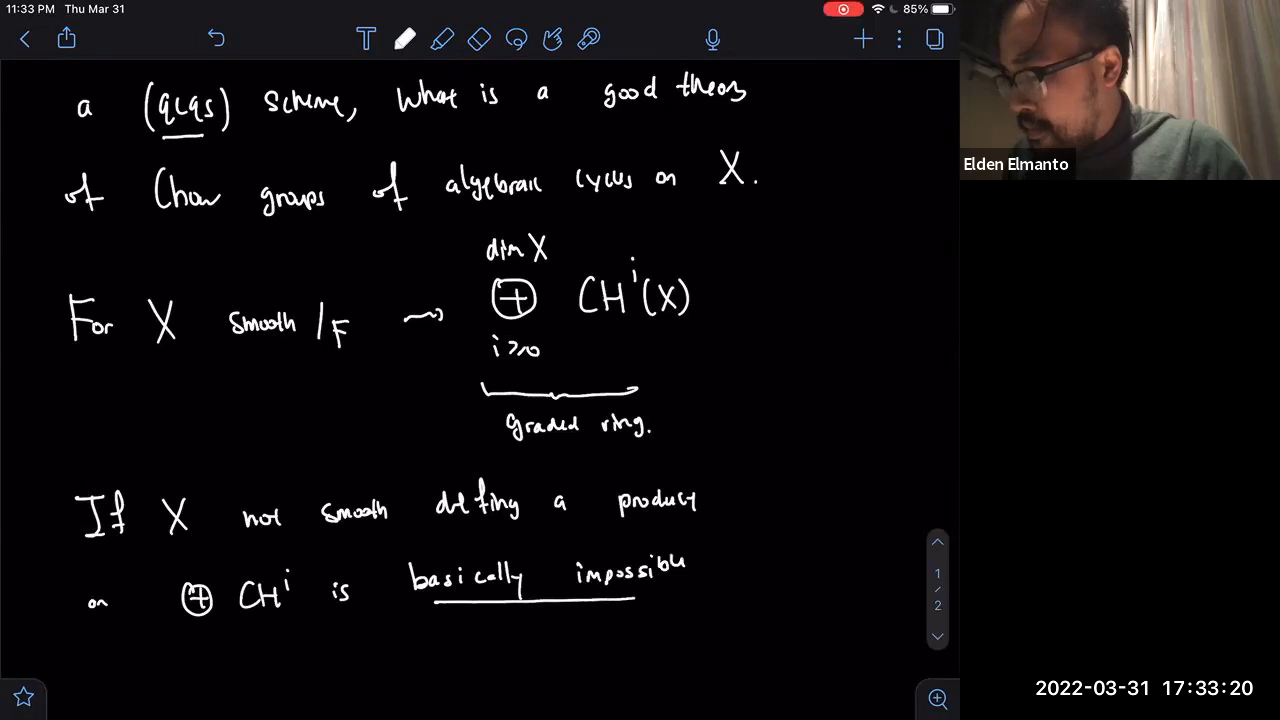 11:33 PM Thu Mar 31
85%
a (qcqs) scheme, what is a good theory
of Chow groups of algebraic cycles on X.
For X smooth /F ⇝ dim X ⊕ i≥0 CH^i(X)
graded ring.
If X not smooth defing a product
on ⊕ CH^i is basically impossible
1 / 2
Elden Elmanto
2022-03-31 17:33:20